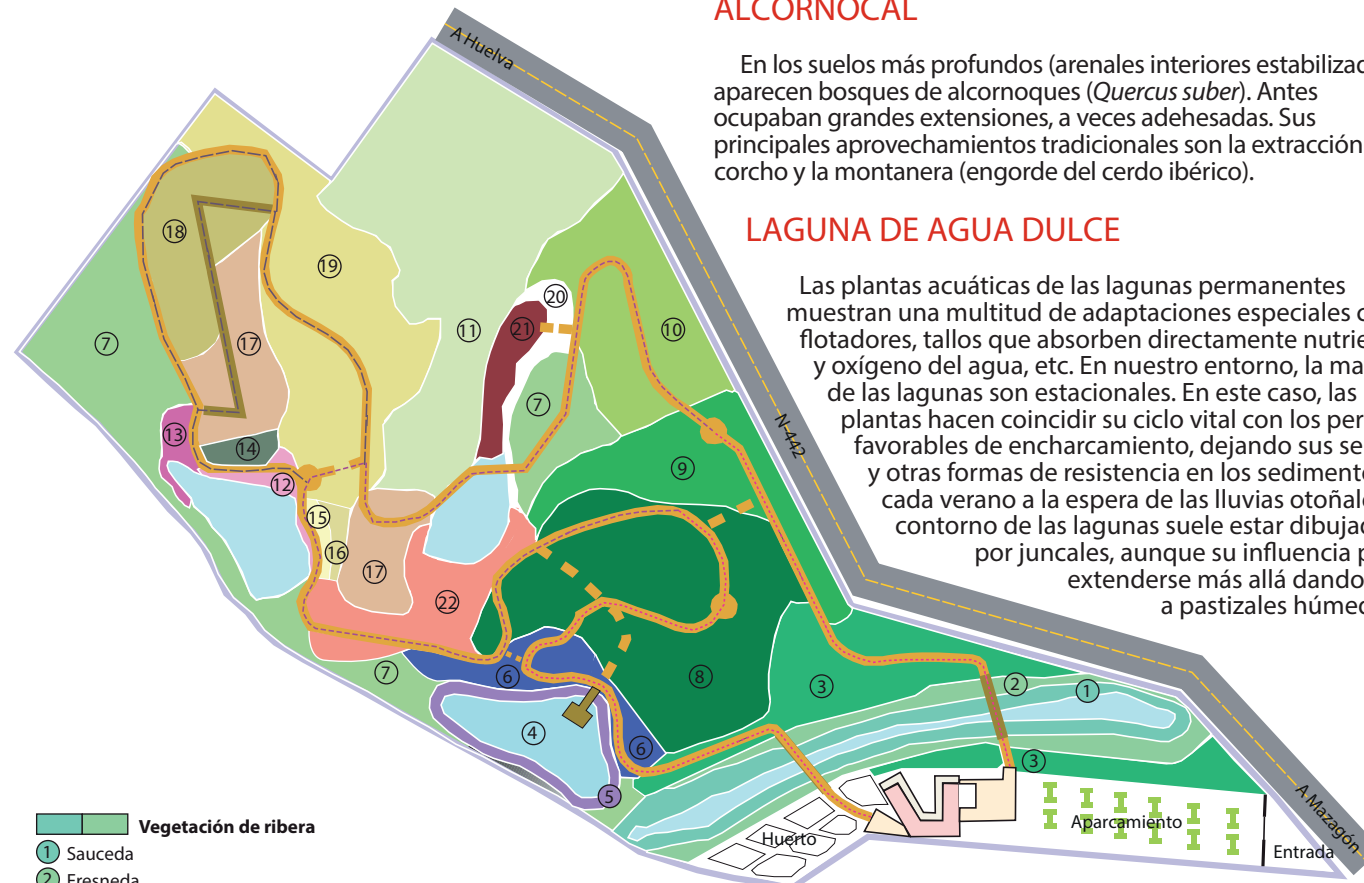 ALCORNOCAL
En los suelos más profundos (arenales interiores estabilizad
aparecen bosques de alcornoques (Quercus suber). Antes
ocupaban grandes extensiones, a veces adehesadas. Sus
principales aprovechamientos tradicionales son la extracción
corcho y la montanera (engorde del cerdo ibérico).
LAGUNA DE AGUA DULCE
Las plantas acuáticas de las lagunas permanentes
muestran una multitud de adaptaciones especiales c
flotadores, tallos que absorben directamente nutrie
y oxígeno del agua, etc. En nuestro entorno, la ma
de las lagunas son estacionales. En este caso, las
plantas hacen coincidir su ciclo vital con los per
favorables de encharcamiento, dejando sus se
y otras formas de resistencia en los sedimento
cada verano a la espera de las lluvias otoñale
contorno de las lagunas suele estar dibujad
por juncales, aunque su influencia p
extenderse más allá dando
a pastizales húmed
A Huelva
18
19
20
7
17
11
21
10
7
13
14
N-442
9
12
15
16
17
22
7
6
8
3
2
1
4
6
3
5
Huerto
Aparcamiento
A Mazagón
Entrada
Vegetación de ribera
1 Sauceda
2 Fresneda